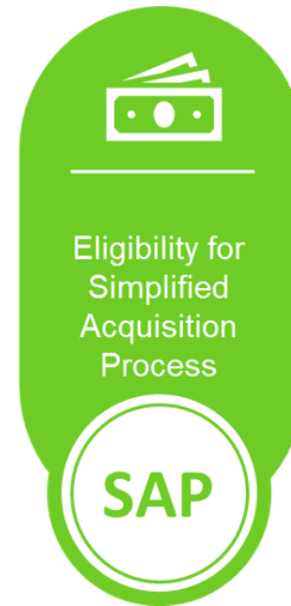 Eligibility for
Simplified
Acquisition
Process
SAP